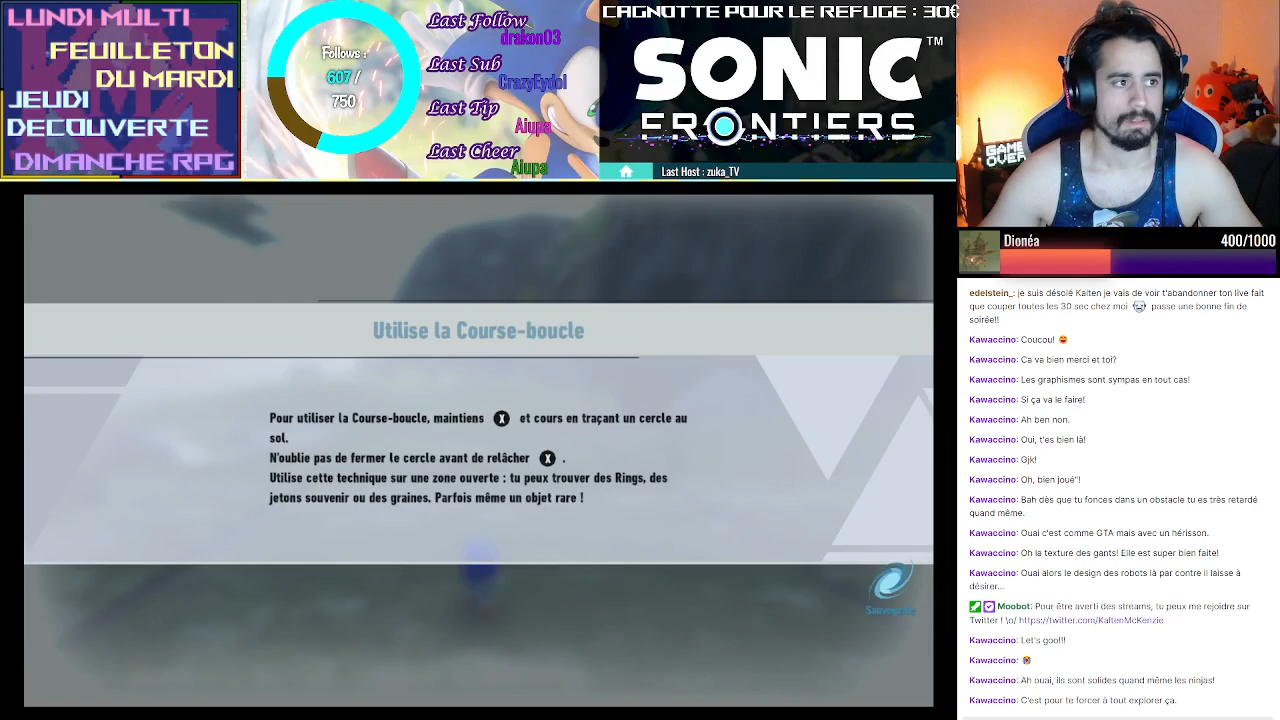 LUNDI MULTI
FEUILLETON
DU MARDI
JEUDI
DECOUVERTE
DIMANCHE RPG
Follows :
607 /
750
Last Follow
drakon03
Last Sub
CrazyEydol
Last Tip
Aiupa
Last Cheer
Aiupa
CAGNOTTE POUR LE REFUGE : 30€
SONIC™
FRONTIERS
Last Host : zuka_TV
GAME
OVER
Dionéa 400/1000
Utilise la Course-boucle
Pour utiliser la Course-boucle, maintiens X et cours en traçant un cercle au
sol.
N'oublie pas de fermer le cercle avant de relâcher X .
Utilise cette technique sur une zone ouverte : tu peux trouver des Rings, des
jetons souvenir ou des graines. Parfois même un objet rare !
Sauvegarde
edelstein_: je suis désolé Kalten je vais de voir t'abandonner ton live fait
que couper toutes les 30 sec chez moi passe une bonne fin de
soirée!!
Kawaccino: Coucou!
Kawaccino: Ca va bien merci et toi?
Kawaccino: Les graphismes sont sympas en tout cas!
Kawaccino: Si ça va le faire!
Kawaccino: Ah ben non.
Kawaccino: Oui, t'es bien là!
Kawaccino: Gjk!
Kawaccino: Oh, bien joué"!
Kawaccino: Bah dès que tu fonces dans un obstacle tu es très retardé
quand même.
Kawaccino: Ouai c'est comme GTA mais avec un hérisson.
Kawaccino: Oh la texture des gants! Elle est super bien faite!
Kawaccino: Ouai alors le design des robots là par contre il laisse à
désirer...
Moobot: Pour être averti des streams, tu peux me rejoindre sur
Twitter ! \o/ https://twitter.com/KaltenMcKenzie
Kawaccino: Let's goo!!!
Kawaccino:
Kawaccino: Ah ouai, ils sont solides quand même les ninjas!
Kawaccino: C'est pour te forcer à tout explorer ça.